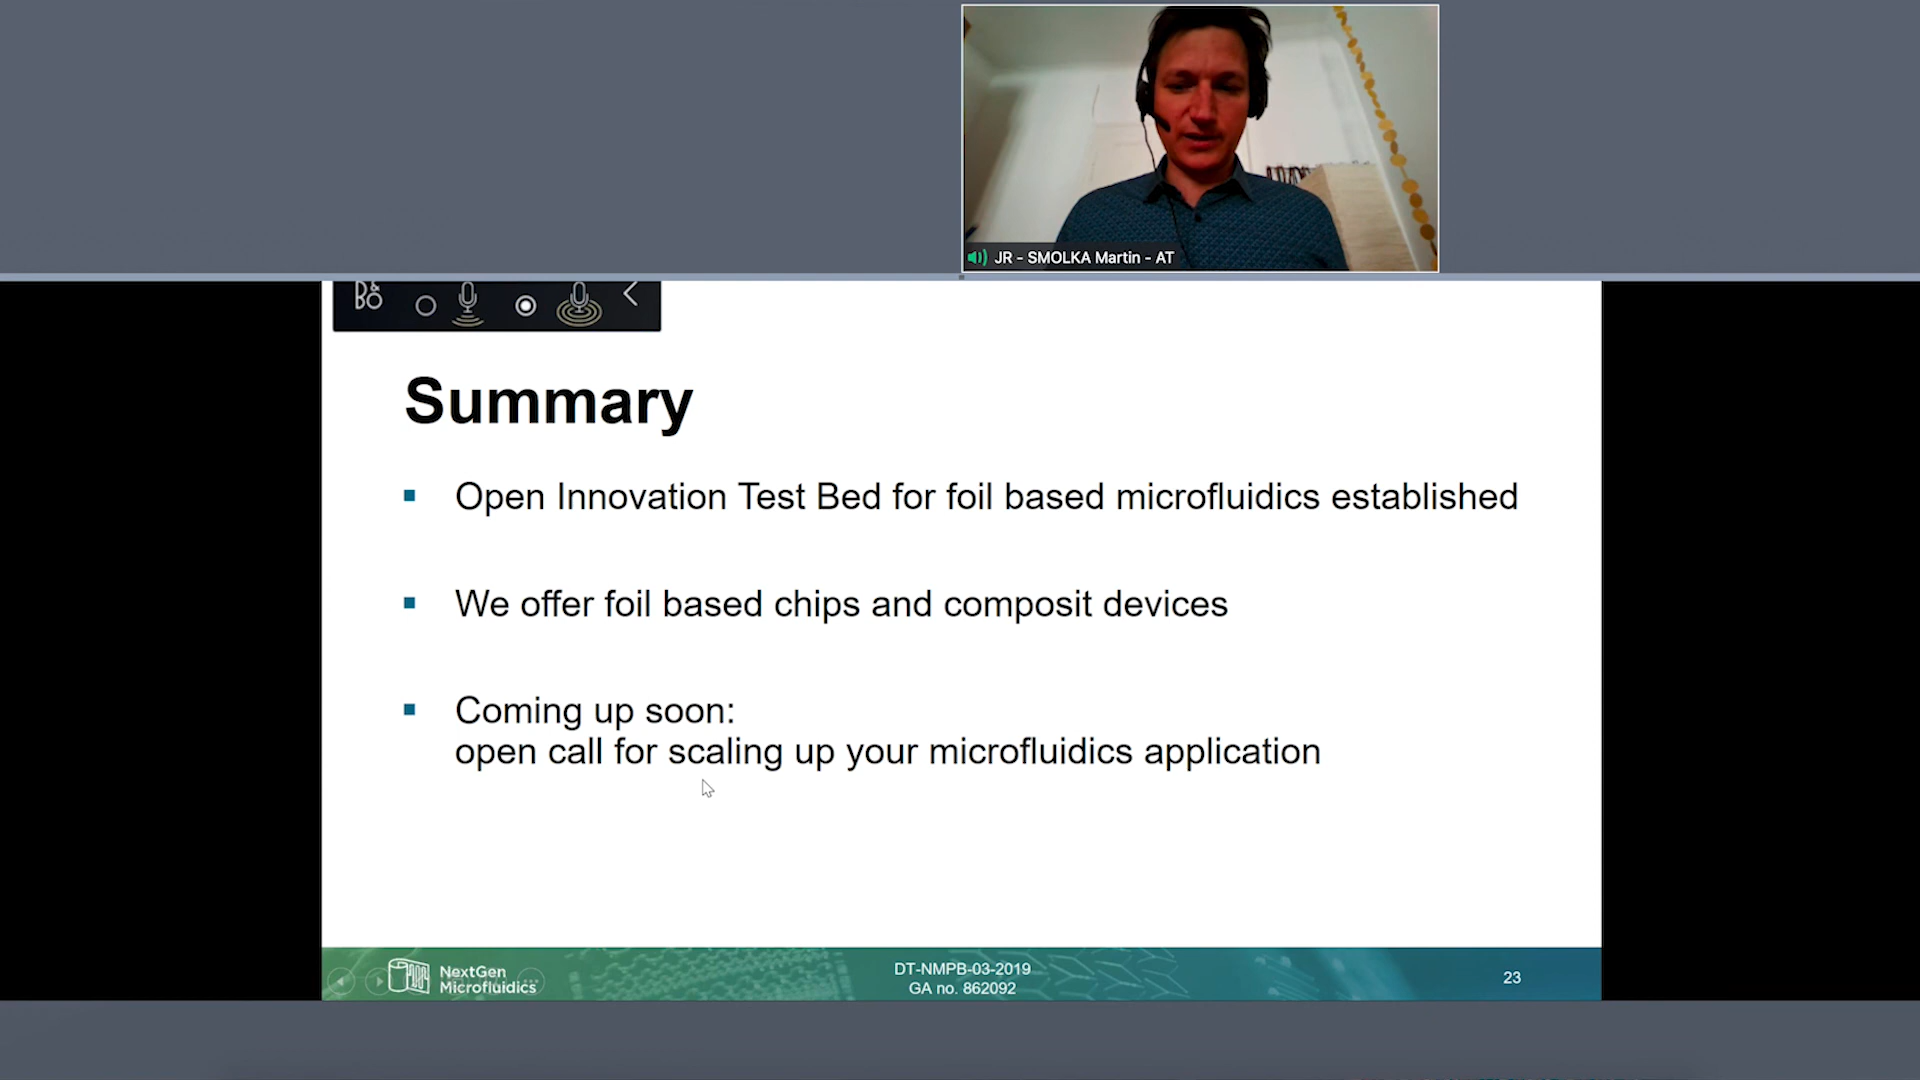 JR - SMOLKA Martin - AT
B&O
Summary
Open Innovation Test Bed for foil based microfluidics established
We offer foil based chips and composit devices
Coming up soon:
open call for scaling up your microfluidics application
NextGen
Microfluidics
DT-NMPB-03-2019
GA no. 862092
23